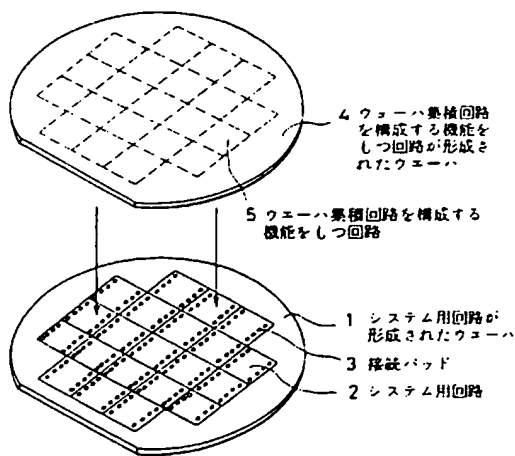 4 ウエーハ集積回路
を構成する機能を
もつ回路が形成さ
れたウエーハ
5 ウエーハ集積回路を構成する
機能をもつ回路
1 システム用回路が
形成されたウエーハ
3 接続パッド
2 システム用回路